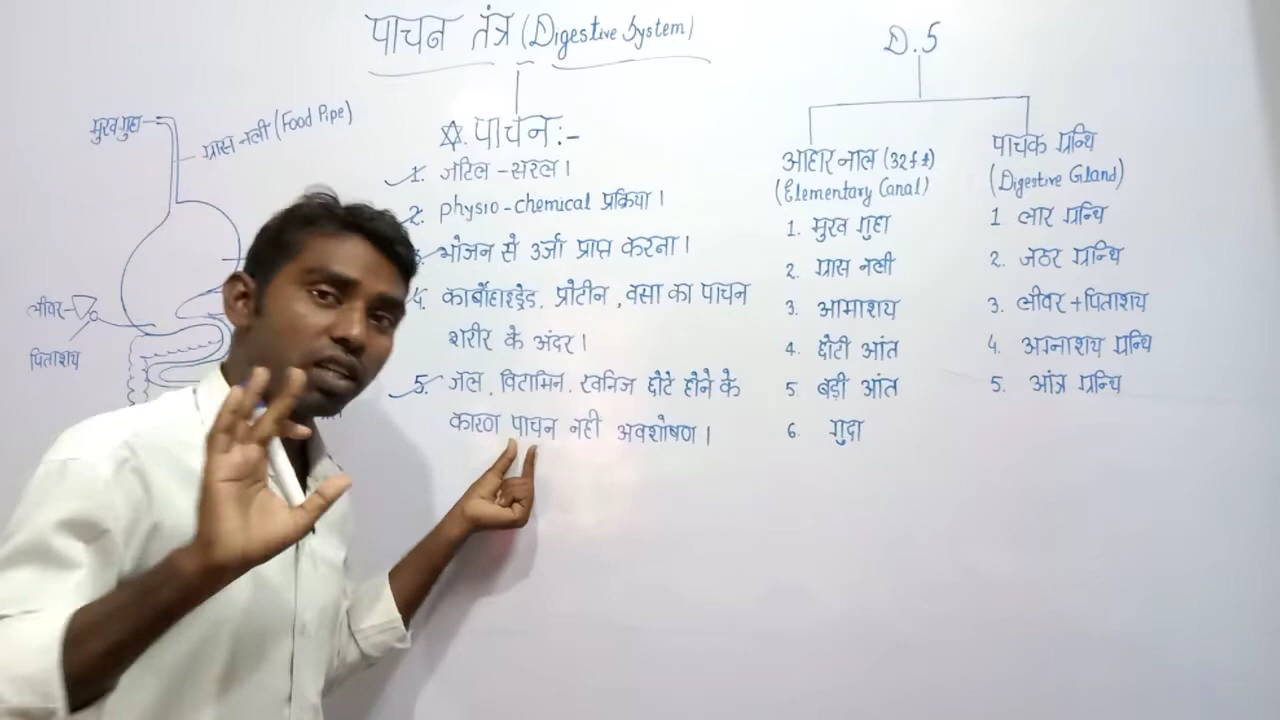 पाचन तंत्र (Digestive System)
मुख गुहा
ग्रास नली (Food Pipe)
लीवर
पिताशय
☆. पाचन :-
1. जटिल - सरल।
2. physio-chemical प्रक्रिया।
भोजन से उर्जा प्राप्त करना।
4. कार्बोहाइड्रेड, प्रोटीन, वसा का पाचन
शरीर के अंदर।
5. जल, विटामिन, खनिज छोटे होने के
कारण पाचन नही अवशोषण।
D.S
आहार नाल (32ft)
(Elementary Canal)
1. मुख गुहा
2. ग्रास नली
3. आमाशय
4. छोटी आंत
5. बड़ी आंत
6. गुदा
पाचक ग्रन्थि
(Digestive Gland)
1 लार ग्रन्थि
2. जठर ग्रन्थि
3. लीवर + पिताशय
4. अग्नाशय ग्रन्थि
5. आंत्र ग्रन्थि